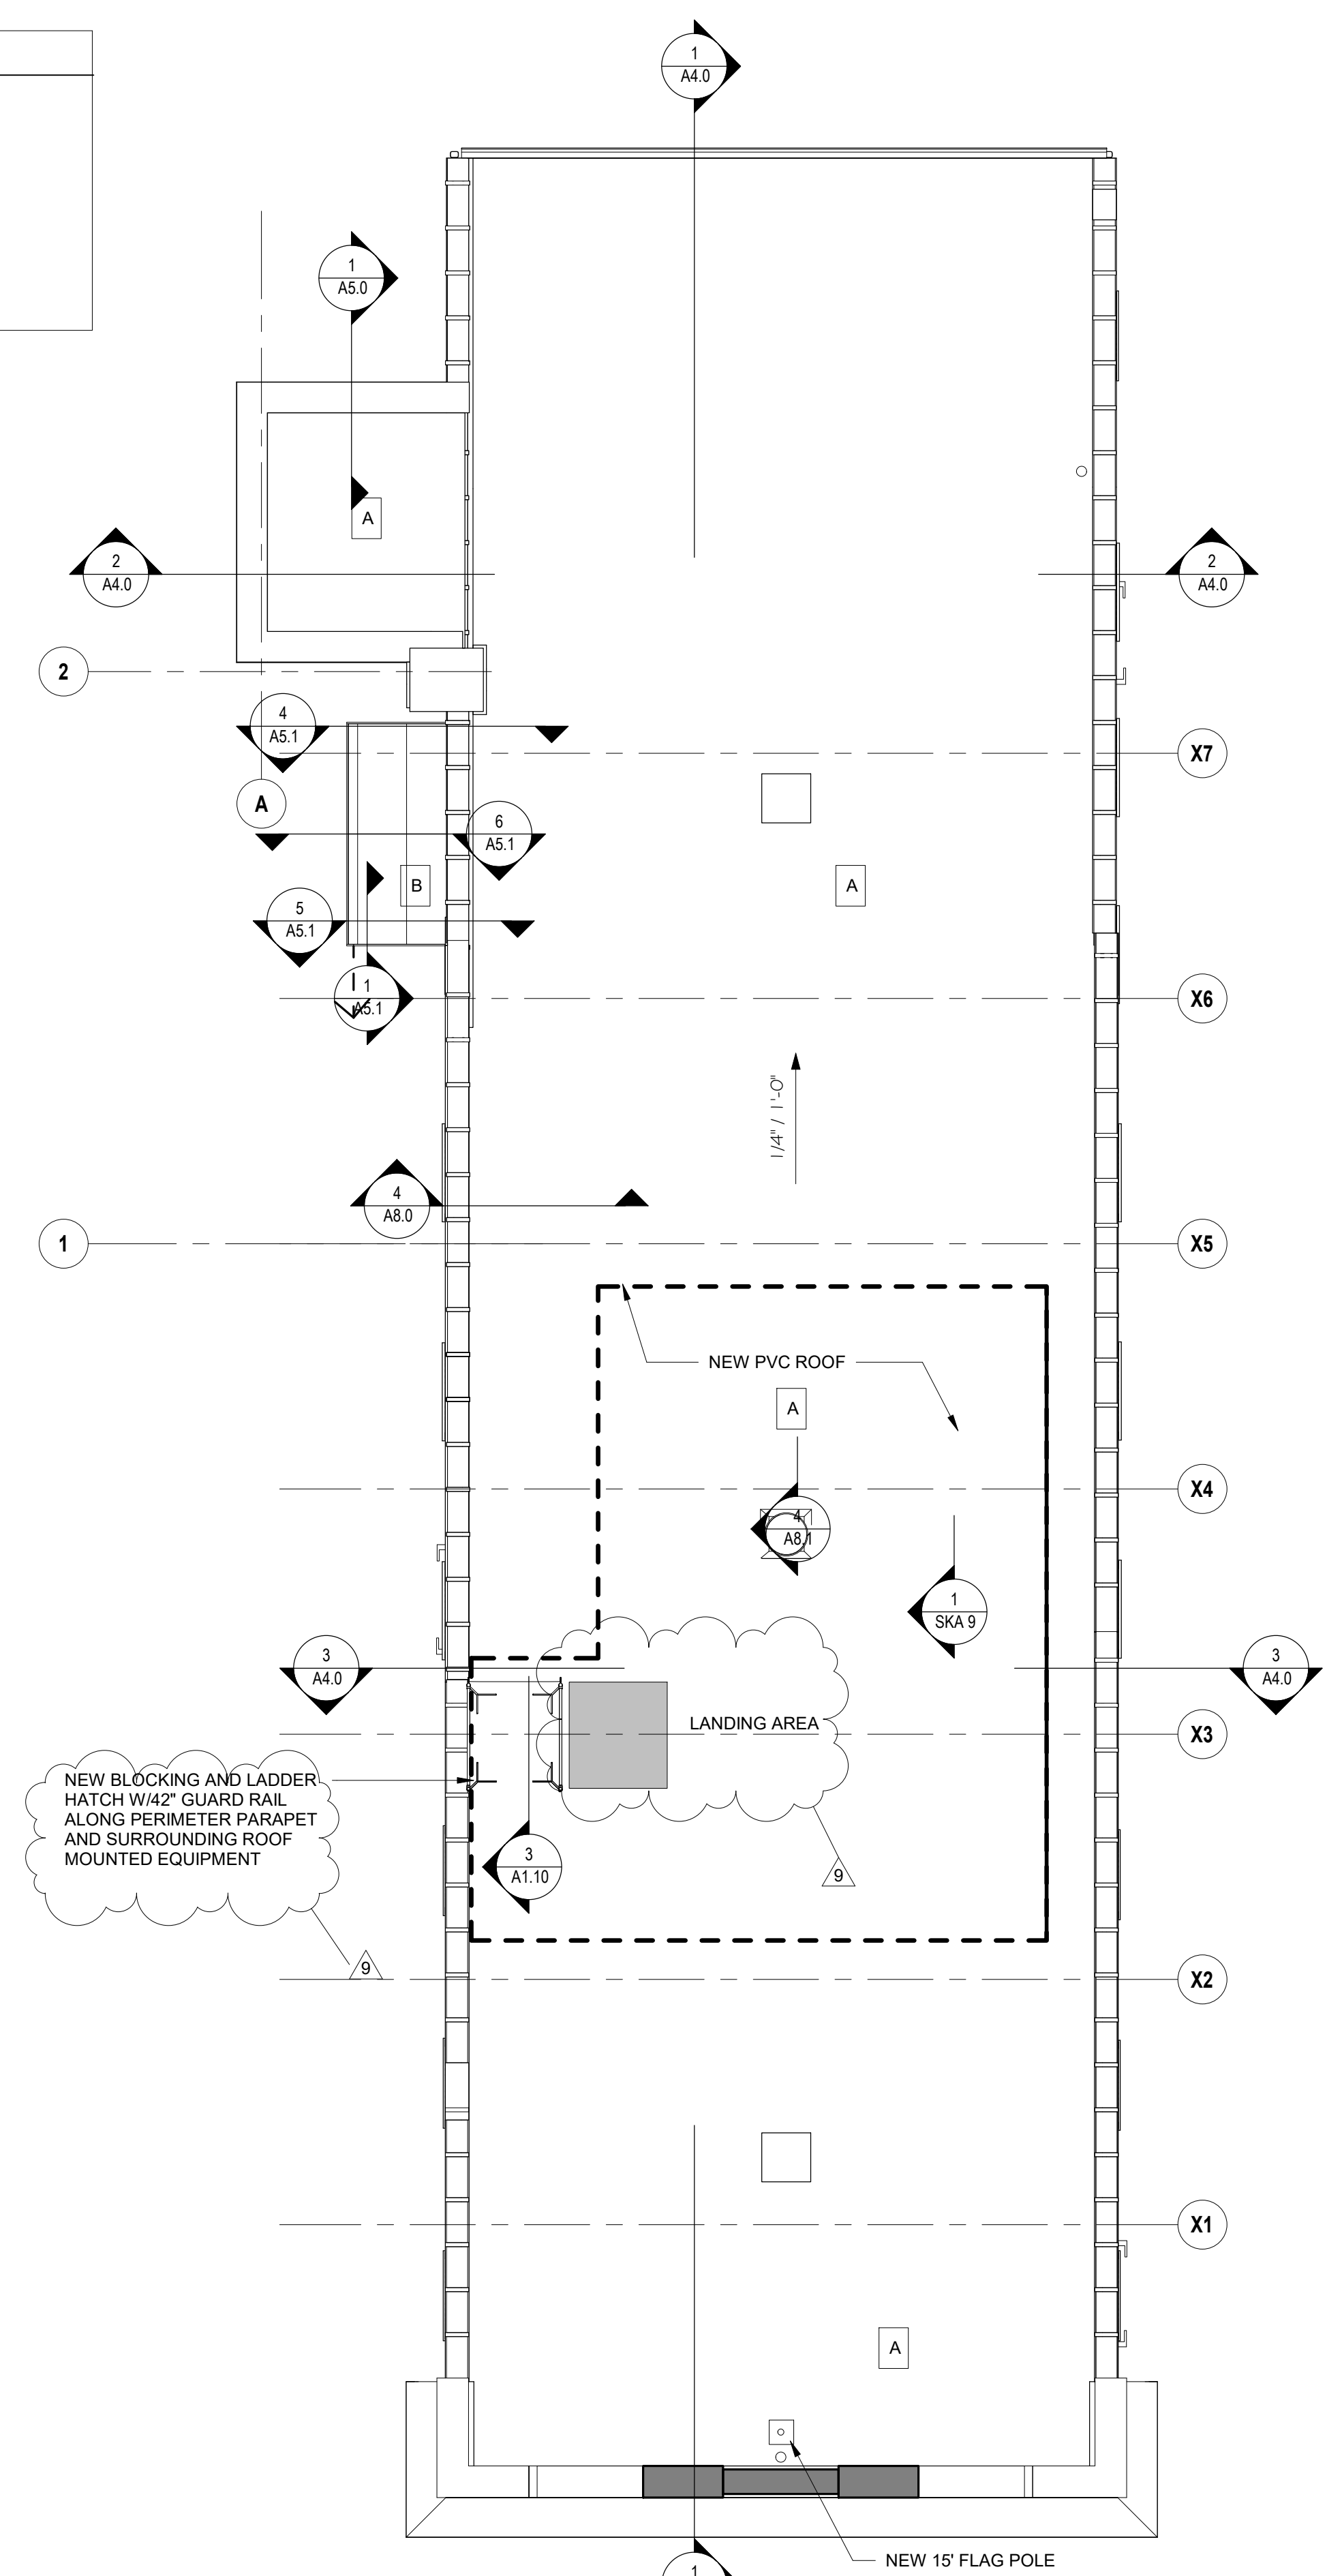 1
A4.0
1
A5.0
A
2
A4.0
2
A4.0
2
4
A5.1
X7
A
6
A5.1
B
A
5
A5.1
1
A5.1
X6
1/4" / 1'-0"
4
A8.0
1
X5
NEW PVC ROOF
A
X4
4
A8.1
1
SKA 9
3
A4.0
3
A4.0
LANDING AREA
X3
NEW BLOCKING AND LADDER
HATCH W/42" GUARD RAIL
ALONG PERIMETER PARAPET
AND SURROUNDING ROOF
MOUNTED EQUIPMENT
3
A1.10
9
9
X2
X1
A
NEW 15' FLAG POLE
1